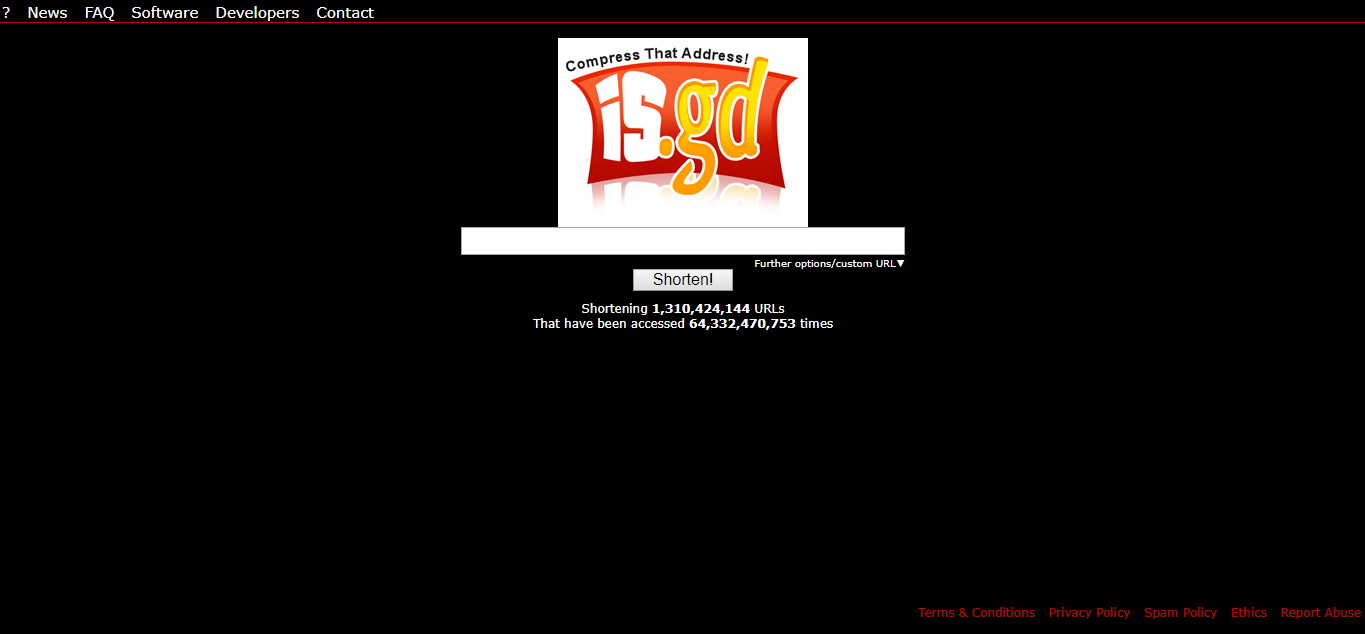 ? News FAQ Software Developers Contact
Compress That Address!
is.gd
Further options/custom URL▼
Shorten!
Shortening 1,310,424,144 URLs
That have been accessed 64,332,470,753 times
Terms & Conditions Privacy Policy Spam Policy Ethics Report Abuse